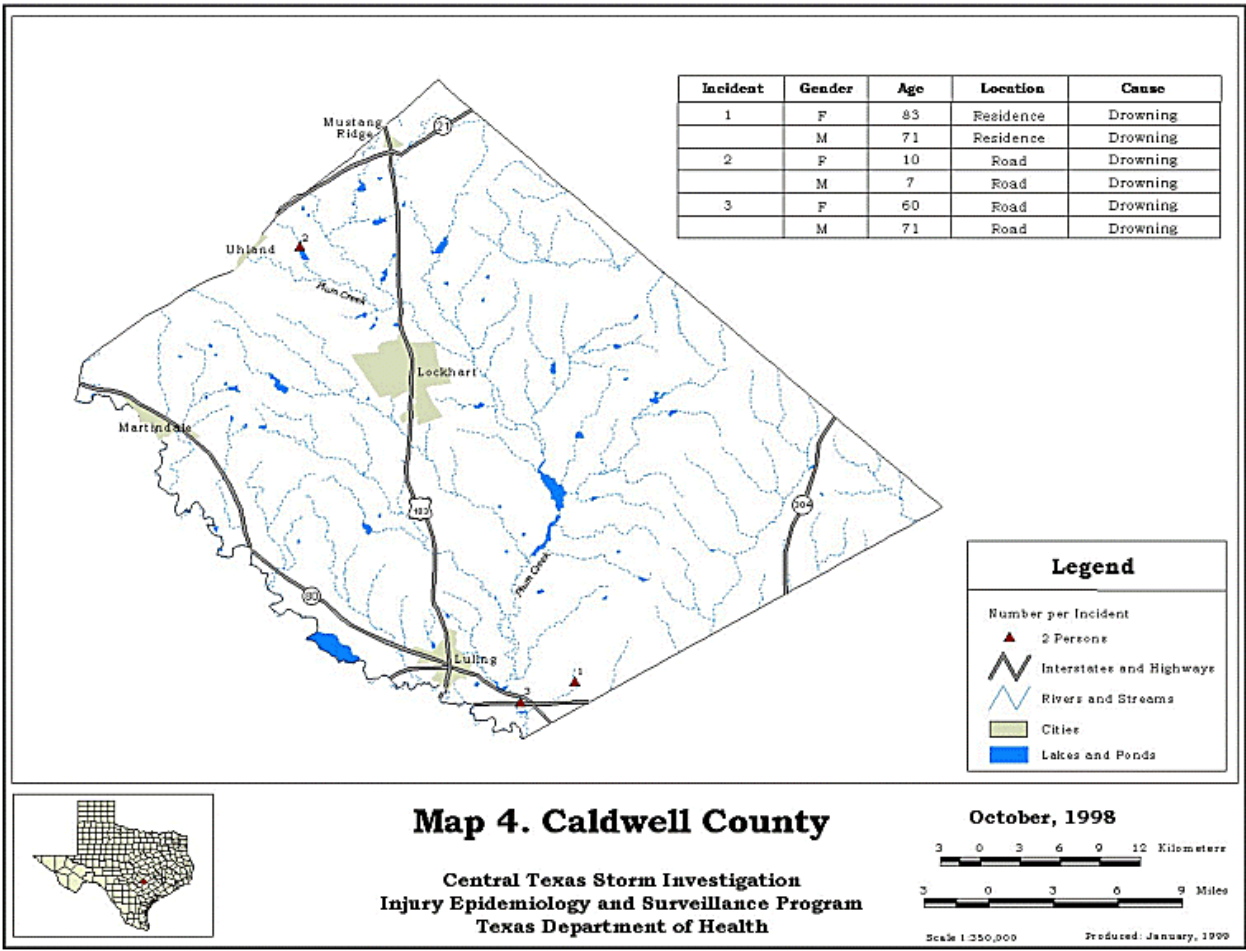 Incident Gender Age Location Cause
1 F 83 Residence Drowning
M 71 Residence Drowning
2 F 10 Road Drowning
M 7 Road Drowning
3 F 60 Road Drowning
M 71 Road Drowning
Mustang
Ridge
21
Uhland
2
Plum Creek
Lockhart
Martindale
183
304
Plum Creek
80
Luling
1
3
Legend
Number per Incident
2 Persons
Interstates and Highways
Rivers and Streams
Cities
Lakes and Ponds
Map 4. Caldwell County
Central Texas Storm Investigation
Injury Epidemiology and Surveillance Program
Texas Department of Health
October, 1998
3 0 3 6 9 12 Kilometers
3 0 3 6 9 Miles
Scale 1:350,000 Produced: January, 1999